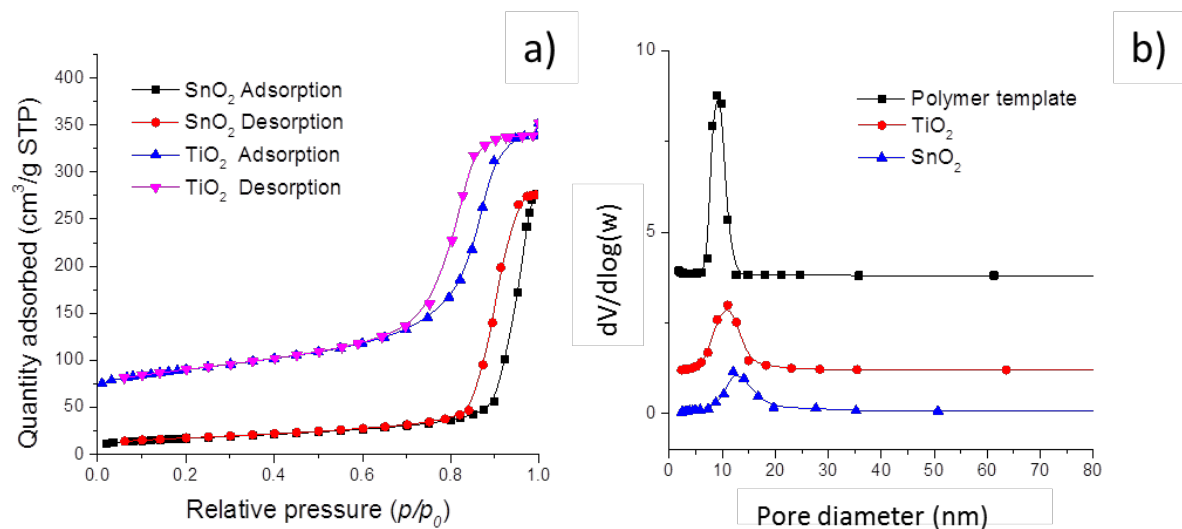 a)
SnO₂ Adsorption
SnO₂ Desorption
TiO₂ Adsorption
TiO₂ Desorption
Quantity adsorbed (cm³/g STP)
400
350
300
250
200
150
100
50
0
0.0 0.2 0.4 0.6 0.8 1.0
Relative pressure (p/p₀)
b)
Polymer template
TiO₂
SnO₂
dV/dlog(w)
10
5
0
0 10 20 30 40 50 60 70 80
Pore diameter (nm)